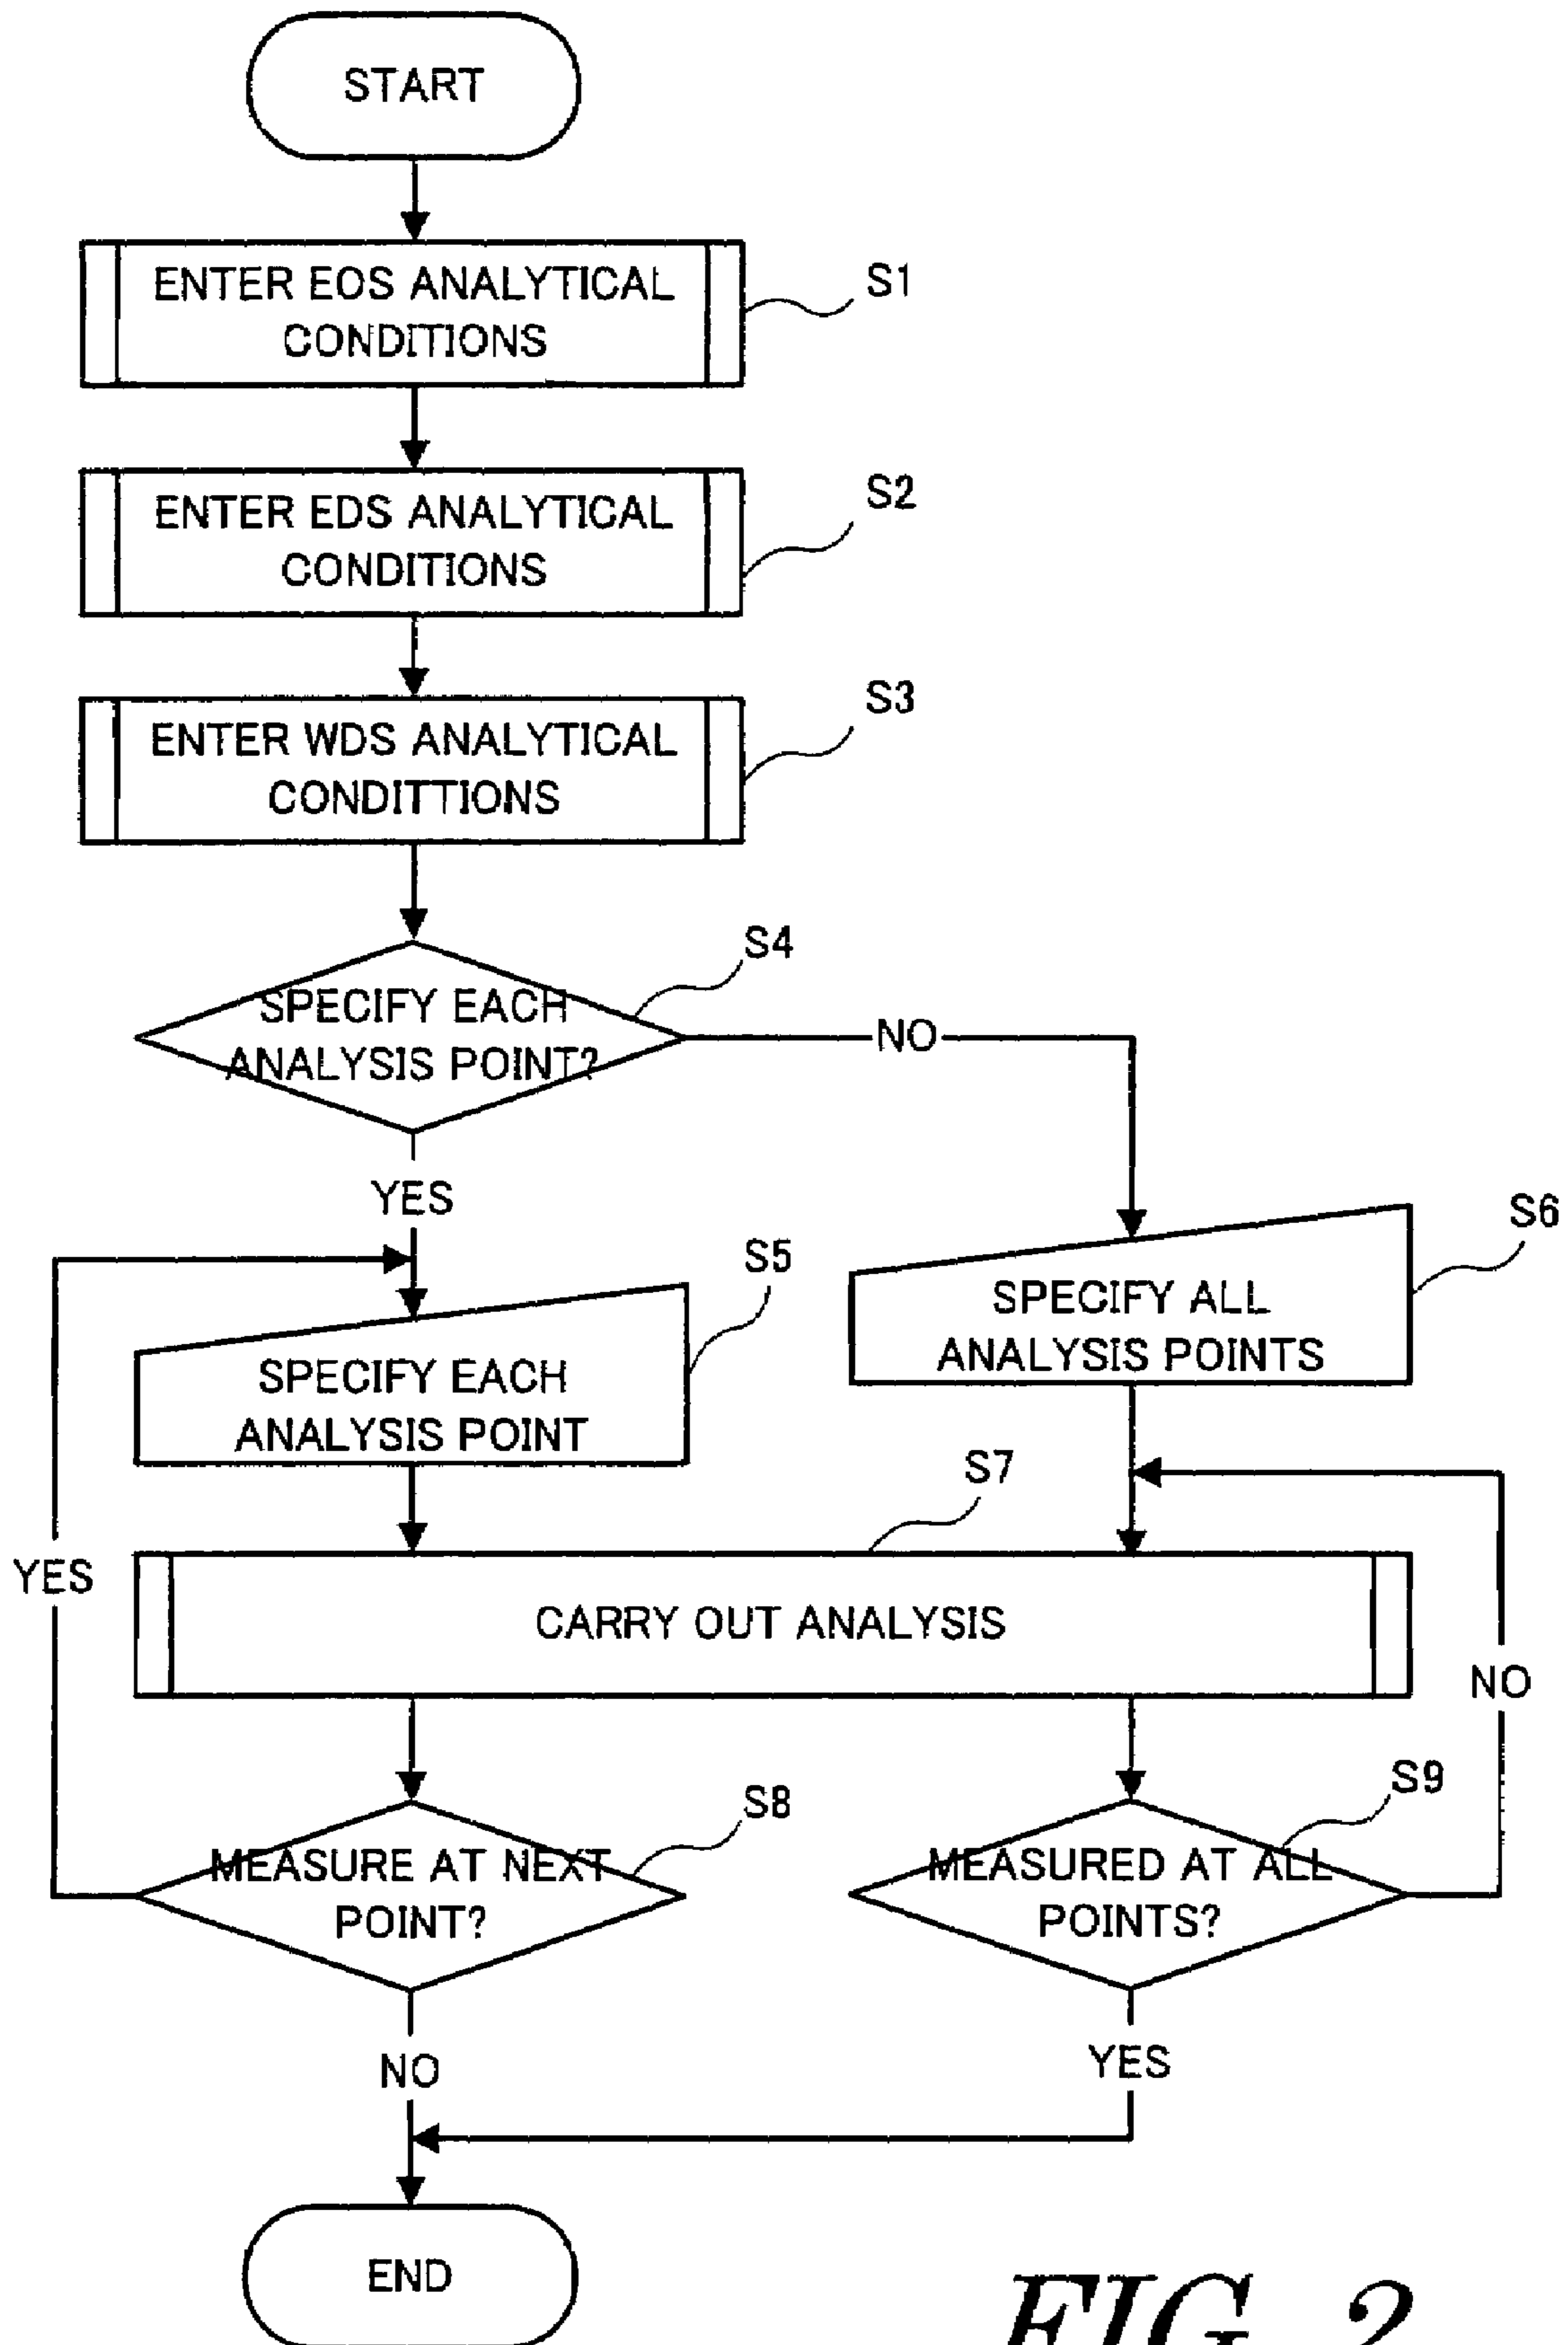 START
ENTER EOS ANALYTICAL
CONDITIONS
S1
ENTER EDS ANALYTICAL
CONDITIONS
S2
ENTER WDS ANALYTICAL
CONDITTIONS
S3
SPECIFY EACH
ANALYSIS POINT?
S4
NO
YES
S5
SPECIFY EACH
ANALYSIS POINT
S6
SPECIFY ALL
ANALYSIS POINTS
S7
YES
CARRY OUT ANALYSIS
NO
S8
MEASURE AT NEXT
POINT?
S9
MEASURED AT ALL
POINTS?
NO
YES
END
FIG. 2